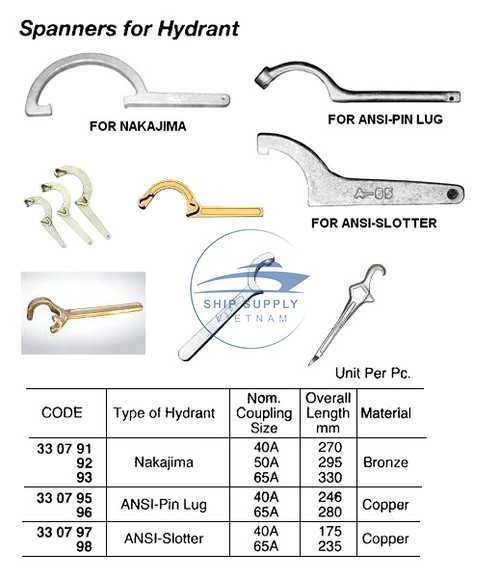 Spanners for Hydrant
FOR NAKAJIMA
FOR ANSI-PIN LUG
A-65
FOR ANSI-SLOTTER
SHIP SUPPLY
VIETNAM
Unit Per Pc.
CODE Type of Hydrant Nom. Coupling Size Overall Length mm Material
33 07 91 40A 270
92 Nakajima 50A 295 Bronze
93 65A 330
33 07 95 ANSI-Pin Lug 40A 246 Copper
96 65A 280
33 07 97 ANSI-Slotter 40A 175 Copper
98 65A 235